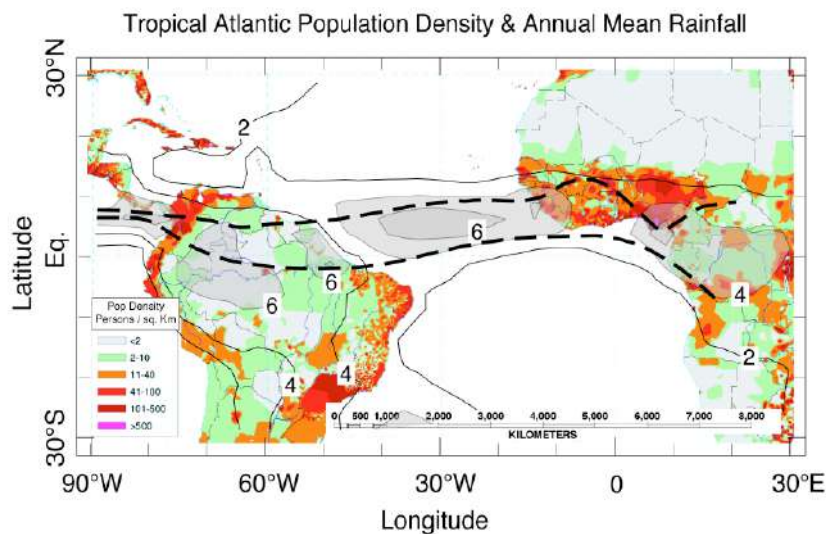 Tropical Atlantic Population Density & Annual Mean Rainfall
30°N
2
6
Latitude
Eq.
6
4
Pop Density
Persons / sq. Km
6
<2
2-10
2
11-40
4
4
41-100
101-500
>500
0 500 1,000 2,000 3,000 4,000 5,000 6,000 7,000 8,000
KILOMETERS
30°S
90°W 60°W 30°W 0 30°E
Longitude